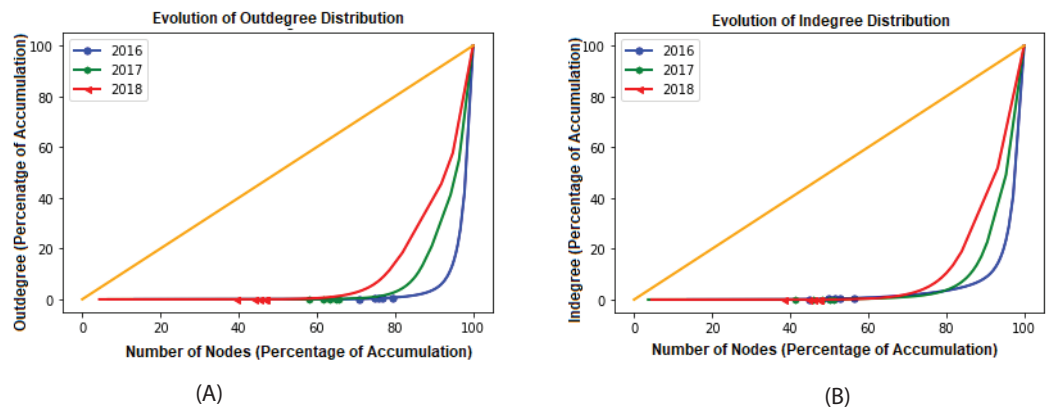 Evolution of Outdegree Distribution
Outdegree (Percenatge of Accumulation)
100
80
60
40
20
0
2016
2017
2018
0 20 40 60 80 100
Number of Nodes (Percentage of Accumulation)
(A)
Evolution of Indegree Distribution
Indegree (Percentage of Accumulation)
100
80
60
40
20
0
2016
2017
2018
0 20 40 60 80 100
Number of Nodes (Percentage of Accumulation)
(B)